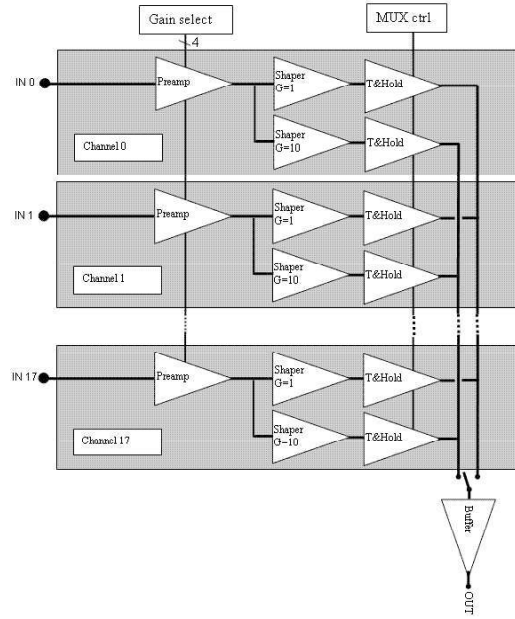 Gain select
MUX ctrl
4
IN 0
Preamp
Shaper
G=1
T&Hold
Shaper
G=10
T&Hold
Channel 0
IN 1
Preamp
Shaper
G=1
T&Hold
Shaper
G=10
T&Hold
Channel 1
IN 17
Preamp
Shaper
G=1
T&Hold
Shaper
G-10
T&Hold
Channel 17
Buffer
OUT